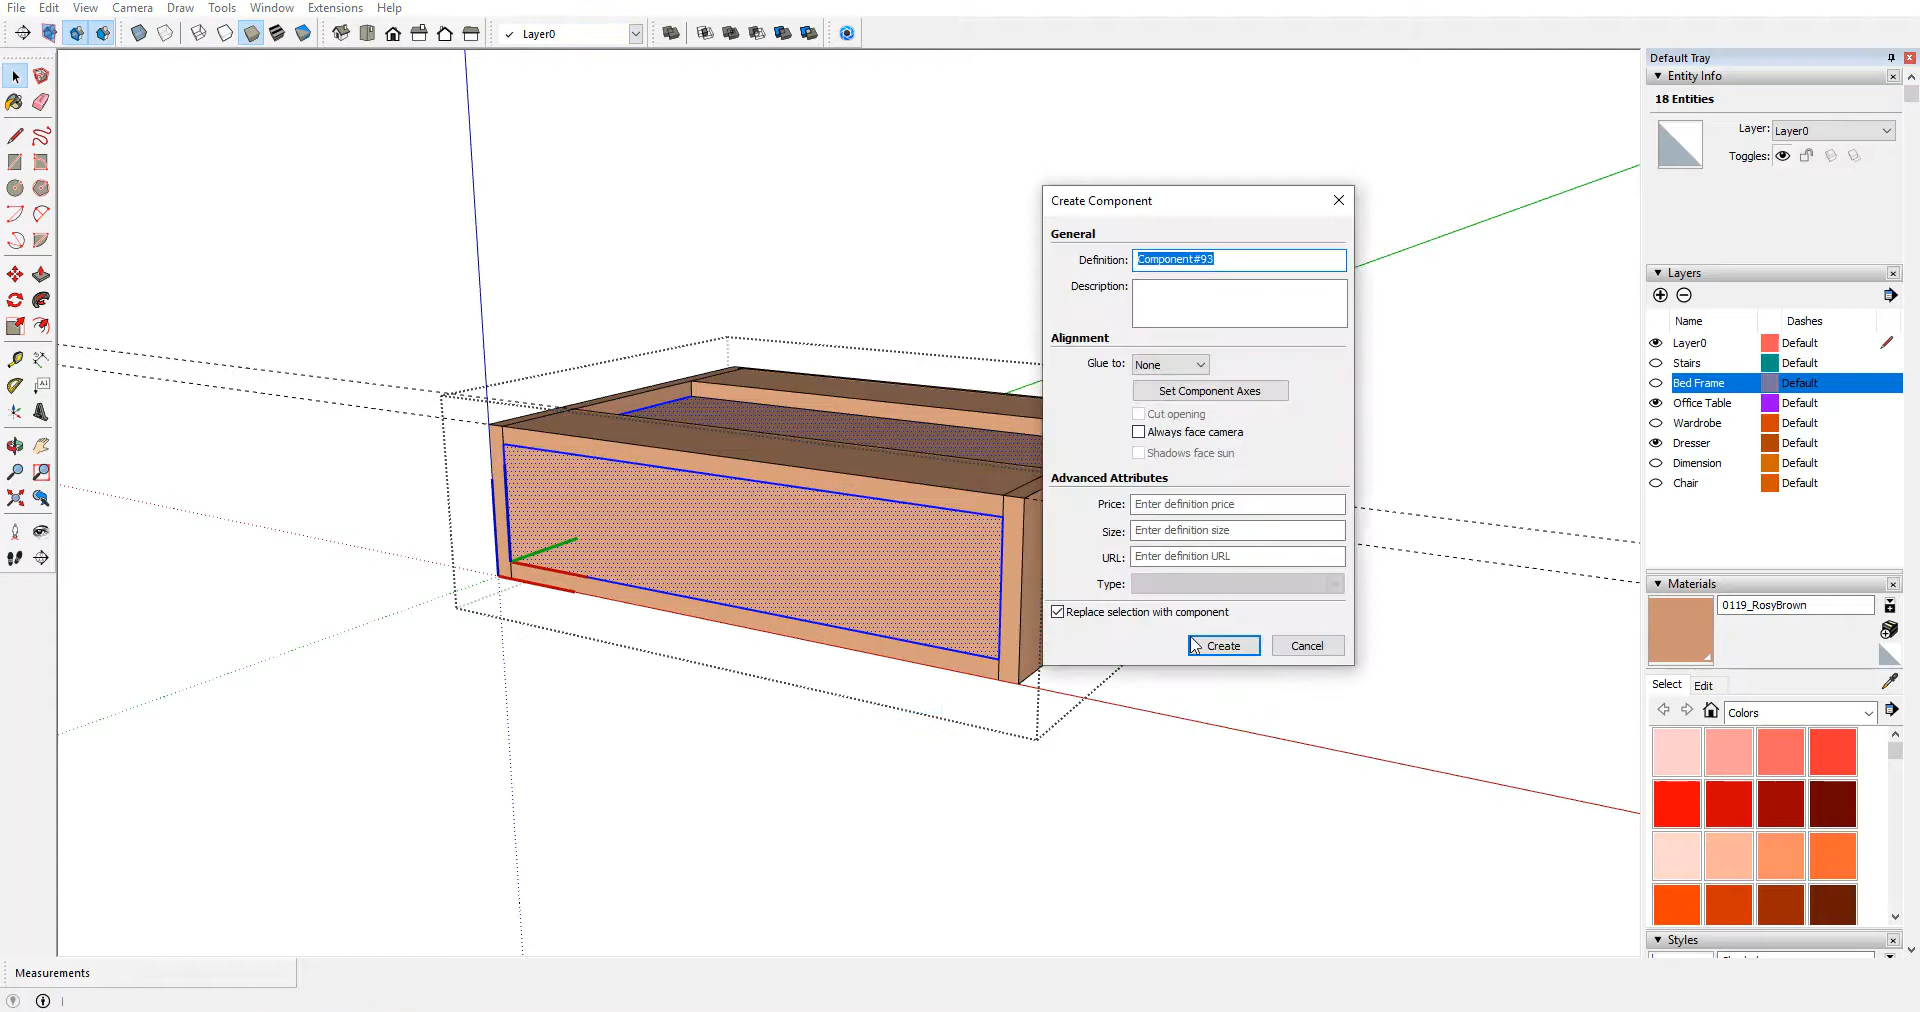 File Edit View Camera Draw Tools Window Extensions Help
Layer0
Default Tray
Entity Info
18 Entities
Layer: Layer0
Toggles:
Create Component
General
Definition: Component#93
Description:
Alignment
Glue to: None
Set Component Axes
Cut opening
Always face camera
Shadows face sun
Advanced Attributes
Price: Enter definition price
Size: Enter definition size
URL: Enter definition URL
Type:
Replace selection with component
Create Cancel
Layers
Name Dashes
Layer0 Default
Stairs Default
Bed Frame Default
Office Table Default
Wardrobe Default
Dresser Default
Dimension Default
Chair Default
Materials
0119_RosyBrown
Select Edit
Colors
Styles
Measurements